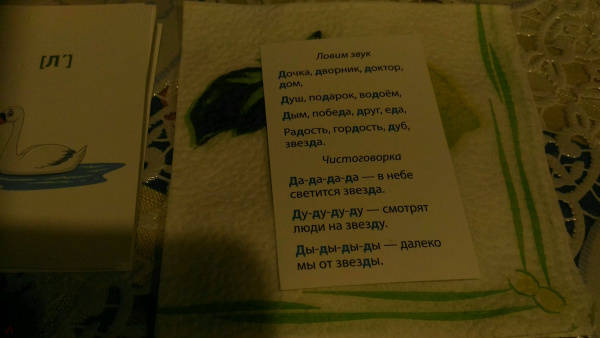 [Л´]
Ловим звук
Дочка, дворник, доктор,
дом,
Душ, подарок, водоём,
Дым, победа, друг, еда,
Радость, гордость, дуб,
звезда.
Чистоговорка
Да-да-да-да — в небе
светится звезда.
Ду-ду-ду-ду — смотрят
люди на звезду.
Ды-ды-ды-ды — далеко
мы от звезды.